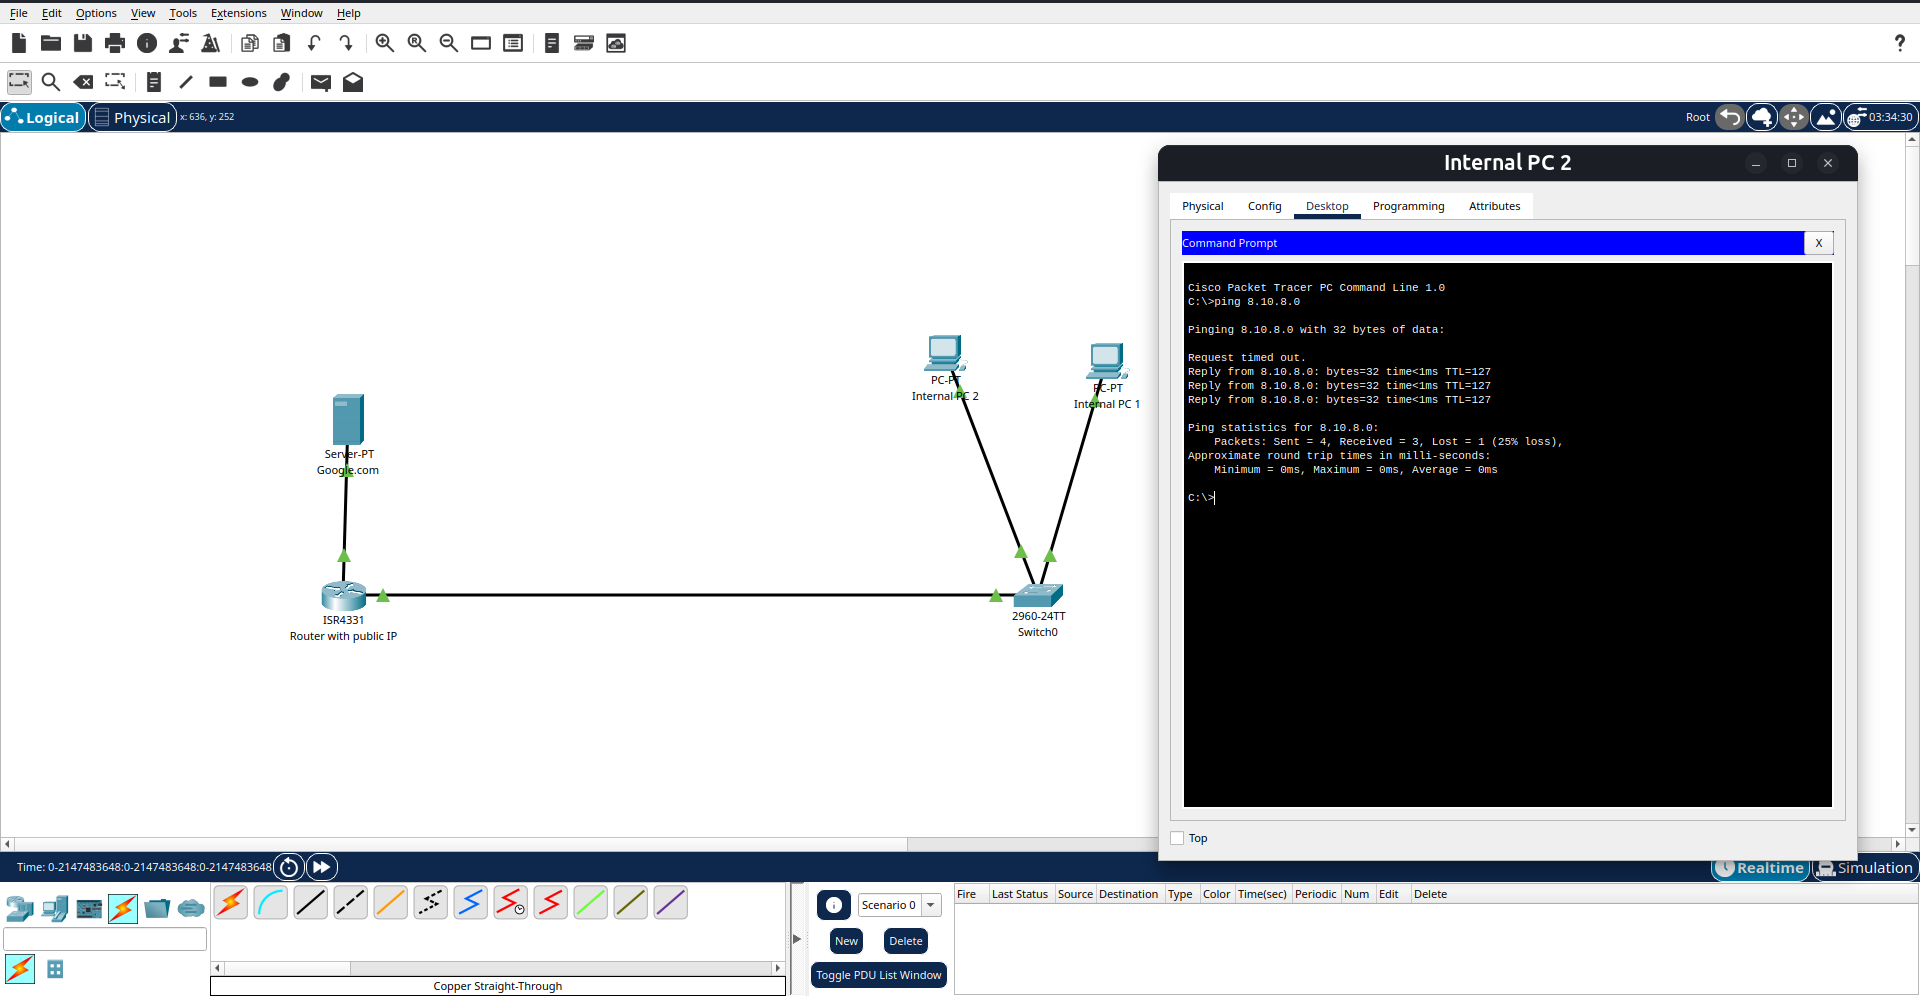 File Edit Options View Tools Extensions Window Help
?
Logical Physical x: 636, y: 252
Root 03:34:30
Internal PC 2
Physical Config Desktop Programming Attributes
Command Prompt X
Cisco Packet Tracer PC Command Line 1.0
C:\>ping 8.10.8.0
Pinging 8.10.8.0 with 32 bytes of data:
Request timed out.
Reply from 8.10.8.0: bytes=32 time<1ms TTL=127
Reply from 8.10.8.0: bytes=32 time<1ms TTL=127
Reply from 8.10.8.0: bytes=32 time<1ms TTL=127
Ping statistics for 8.10.8.0:
Packets: Sent = 4, Received = 3, Lost = 1 (25% loss),
Approximate round trip times in milli-seconds:
Minimum = 0ms, Maximum = 0ms, Average = 0ms
C:\>
Top
PC-PT
Internal PC 2
PC-PT
Internal PC 1
Server-PT
Google.com
ISR4331
Router with public IP
2960-24TT
Switch0
Time: 0-2147483648:0-2147483648:0-2147483648
Realtime Simulation
Scenario 0
New Delete
Toggle PDU List Window
Fire Last Status Source Destination Type Color Time(sec) Periodic Num Edit Delete
Copper Straight-Through